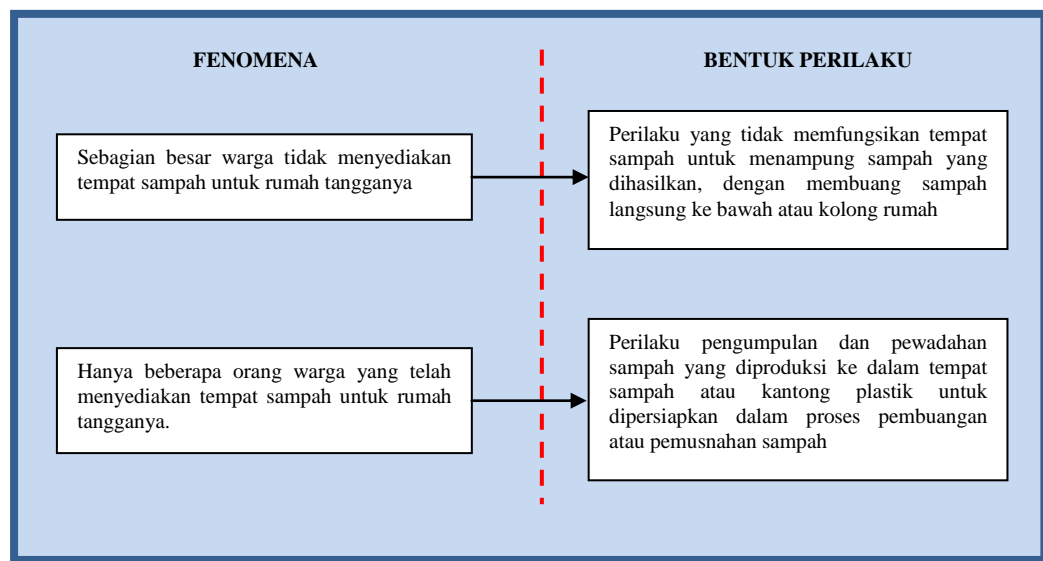 FENOMENA
BENTUK PERILAKU
Sebagian besar warga tidak menyediakan
tempat sampah untuk rumah tangganya
Perilaku yang tidak memfungsikan tempat
sampah untuk menampung sampah yang
dihasilkan, dengan membuang sampah
langsung ke bawah atau kolong rumah
Hanya beberapa orang warga yang telah
menyediakan tempat sampah untuk rumah
tangganya.
Perilaku pengumpulan dan pewadahan
sampah yang diproduksi ke dalam tempat
sampah atau kantong plastik untuk
dipersiapkan dalam proses pembuangan
atau pemusnahan sampah